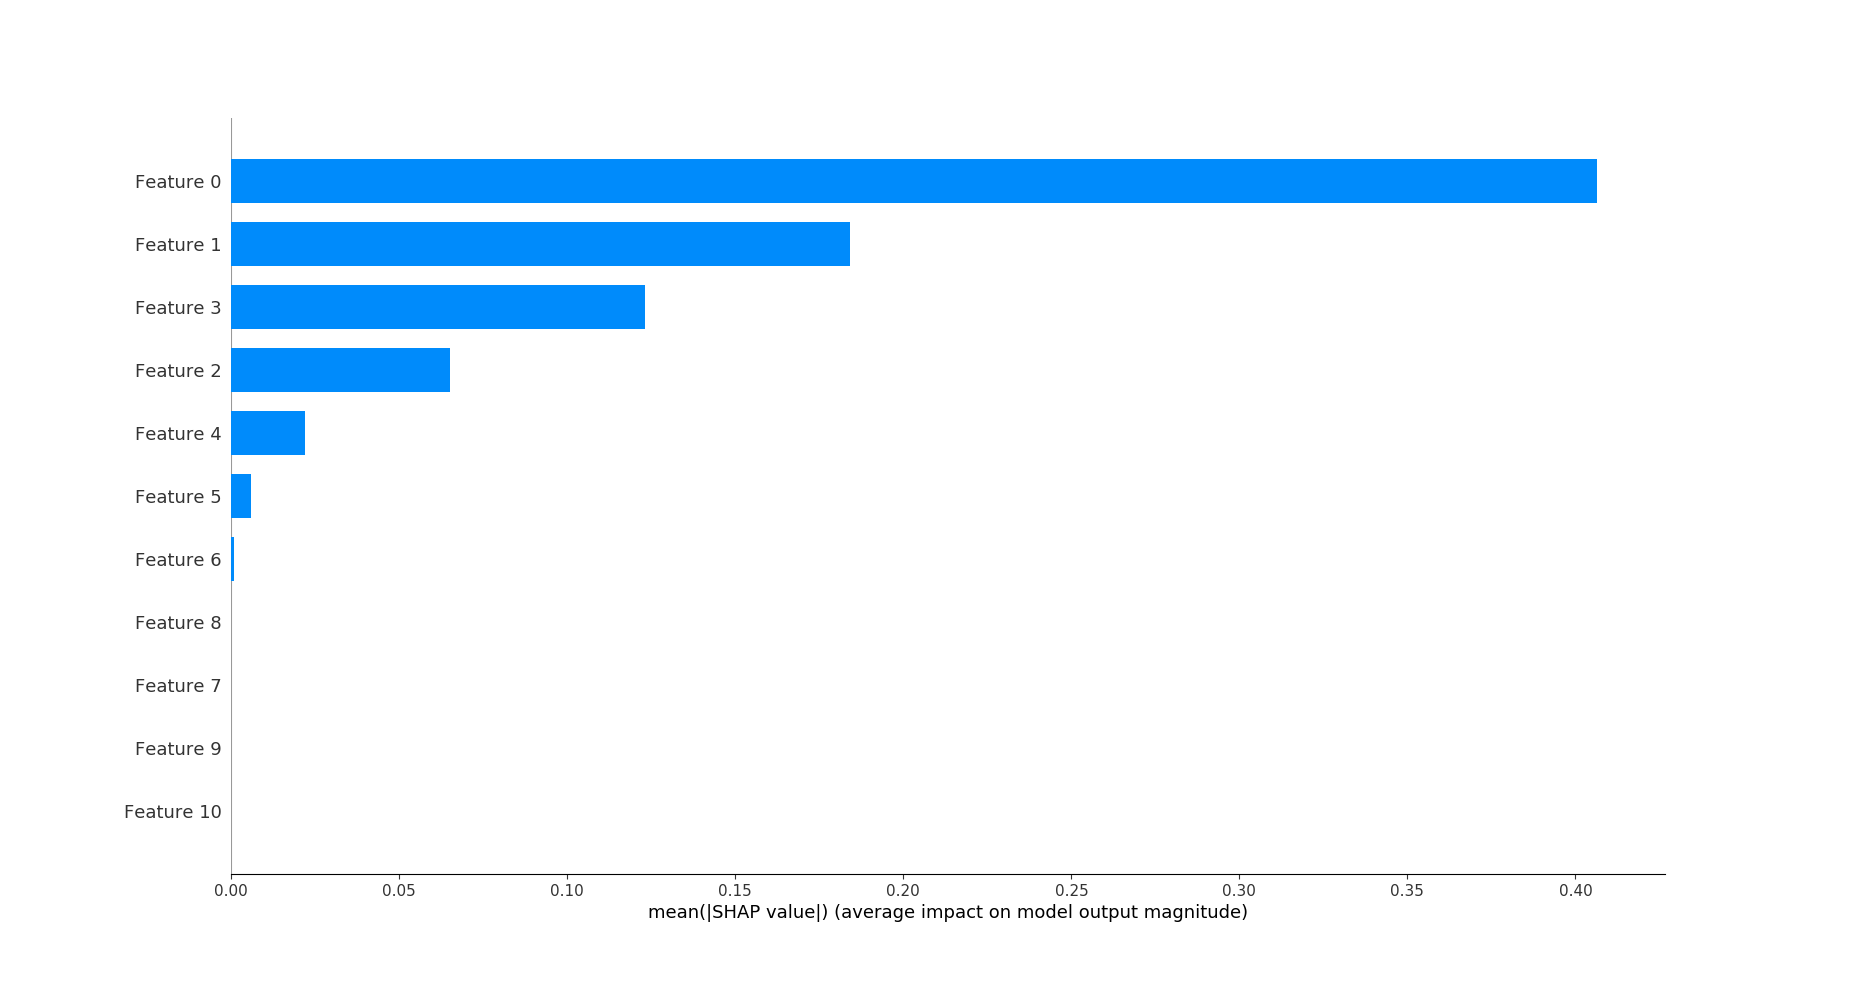 Feature 0
Feature 1
Feature 3
Feature 2
Feature 4
Feature 5
Feature 6
Feature 8
Feature 7
Feature 9
Feature 10
0.00 0.05 0.10 0.15 0.20 0.25 0.30 0.35 0.40
mean(|SHAP value|) (average impact on model output magnitude)